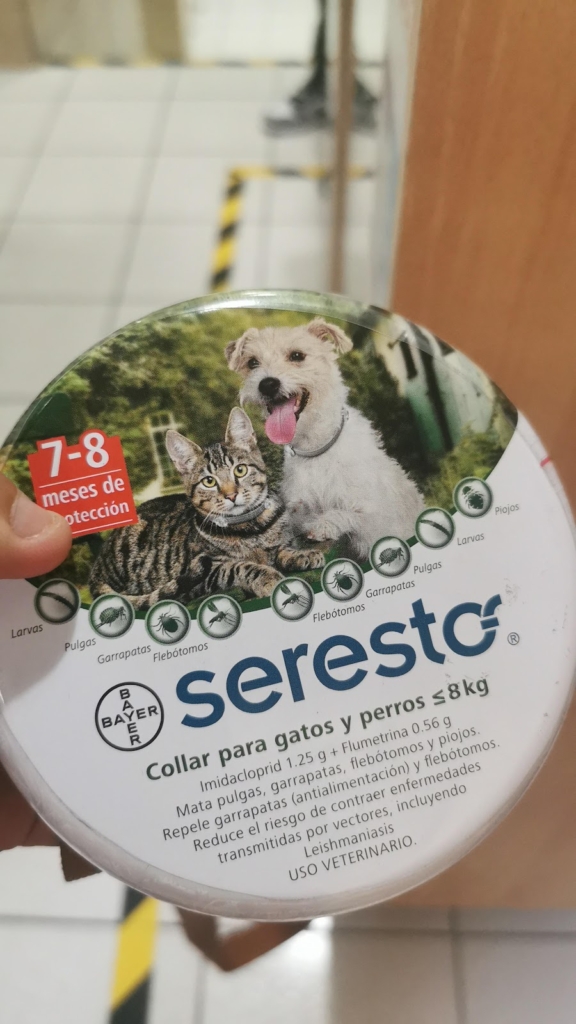 7-8
meses de
otección
Larvas
Pulgas
Garrapatas
Flebótomos
Flebótomos
Garrapatas
Pulgas
Larvas
Piojos
BAYER
BAYER
seresto®
Collar para gatos y perros ≤8kg
Imidacloprid 1.25 g + Flumetrina 0.56 g
Mata pulgas, garrapatas, flebótomos y piojos.
Repele garrapatas (antialimentación) y flebótomos.
Reduce el riesgo de contraer enfermedades
transmitidas por vectores, incluyendo
Leishmaniasis
USO VETERINARIO.